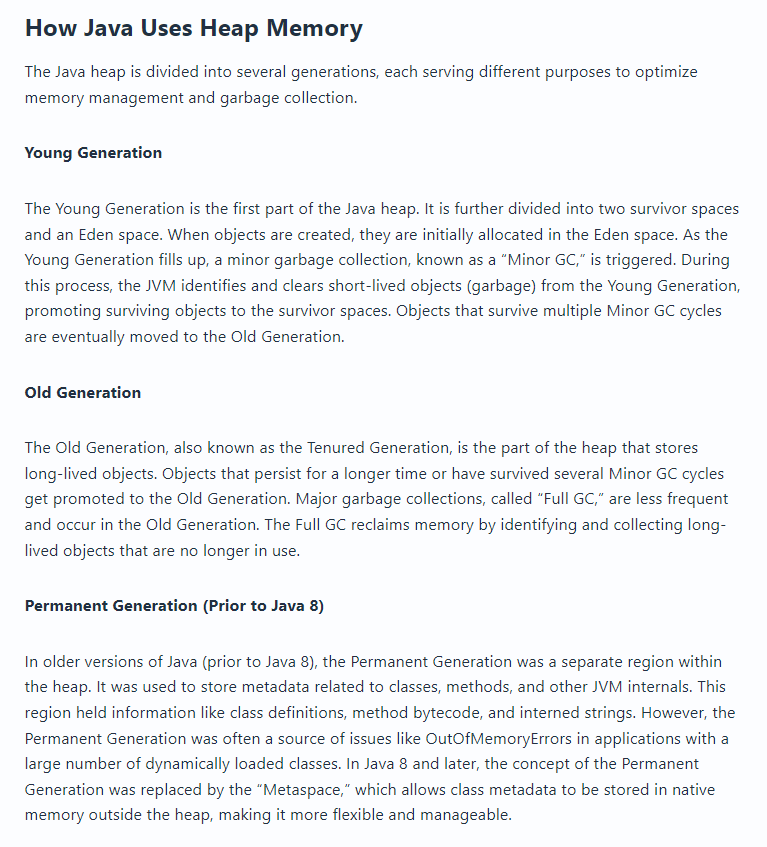 How Java Uses Heap Memory
The Java heap is divided into several generations, each serving different purposes to optimize
memory management and garbage collection.
Young Generation
The Young Generation is the first part of the Java heap. It is further divided into two survivor spaces
and an Eden space. When objects are created, they are initially allocated in the Eden space. As the
Young Generation fills up, a minor garbage collection, known as a “Minor GC,” is triggered. During
this process, the JVM identifies and clears short-lived objects (garbage) from the Young Generation,
promoting surviving objects to the survivor spaces. Objects that survive multiple Minor GC cycles
are eventually moved to the Old Generation.
Old Generation
The Old Generation, also known as the Tenured Generation, is the part of the heap that stores
long-lived objects. Objects that persist for a longer time or have survived several Minor GC cycles
get promoted to the Old Generation. Major garbage collections, called “Full GC,” are less frequent
and occur in the Old Generation. The Full GC reclaims memory by identifying and collecting long-
lived objects that are no longer in use.
Permanent Generation (Prior to Java 8)
In older versions of Java (prior to Java 8), the Permanent Generation was a separate region within
the heap. It was used to store metadata related to classes, methods, and other JVM internals. This
region held information like class definitions, method bytecode, and interned strings. However, the
Permanent Generation was often a source of issues like OutOfMemoryErrors in applications with a
large number of dynamically loaded classes. In Java 8 and later, the concept of the Permanent
Generation was replaced by the “Metaspace,” which allows class metadata to be stored in native
memory outside the heap, making it more flexible and manageable.